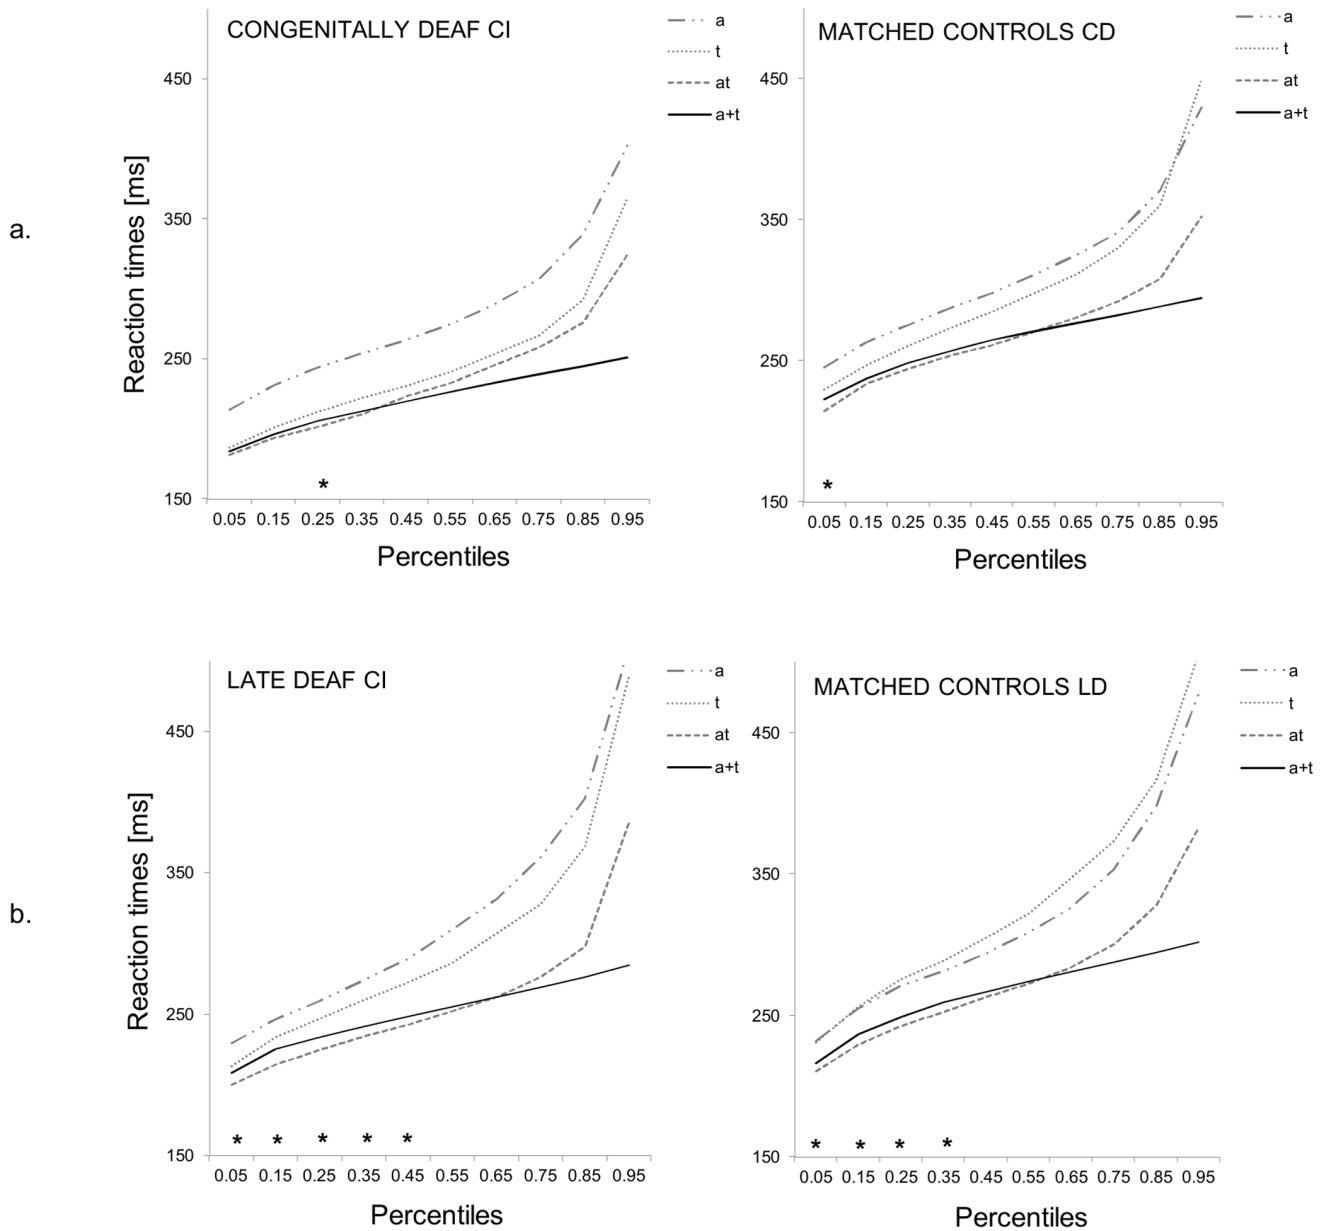 a.
CONGENITALLY DEAF CI
a
t
at
a+t
Reaction times [ms]
450
350
250
150
*
0.05 0.15 0.25 0.35 0.45 0.55 0.65 0.75 0.85 0.95
Percentiles
MATCHED CONTROLS CD
a
t
at
a+t
450
350
250
150
*
0.05 0.15 0.25 0.35 0.45 0.55 0.65 0.75 0.85 0.95
Percentiles
b.
LATE DEAF CI
a
t
at
a+t
Reaction times [ms]
450
350
250
150
* * * * *
0.05 0.15 0.25 0.35 0.45 0.55 0.65 0.75 0.85 0.95
Percentiles
MATCHED CONTROLS LD
a
t
at
a+t
450
350
250
150
* * * *
0.05 0.15 0.25 0.35 0.45 0.55 0.65 0.75 0.85 0.95
Percentiles